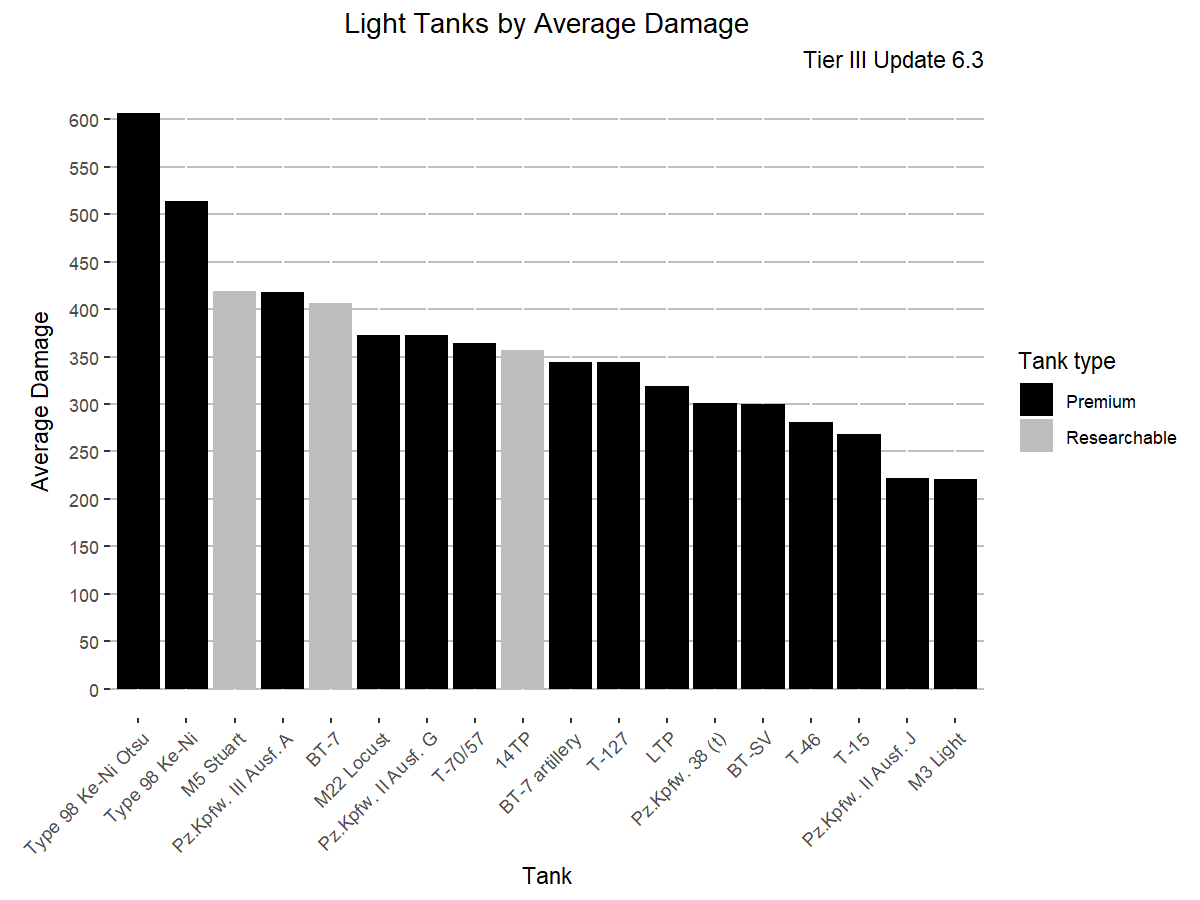 Light Tanks by Average Damage
Tier III Update 6.3
Average Damage
600
550
500
450
400
350
300
250
200
150
100
50
0
Type 98 Ke-Ni Otsu
Type 98 Ke-Ni
M5 Stuart
Pz.Kpfw. III Ausf. A
BT-7
M22 Locust
Pz.Kpfw. II Ausf. G
T-70/57
14TP
BT-7 artillery
T-127
LTP
Pz.Kpfw. 38 (t)
BT-SV
T-46
T-15
Pz.Kpfw. II Ausf. J
M3 Light
Tank
Tank type
Premium
Researchable